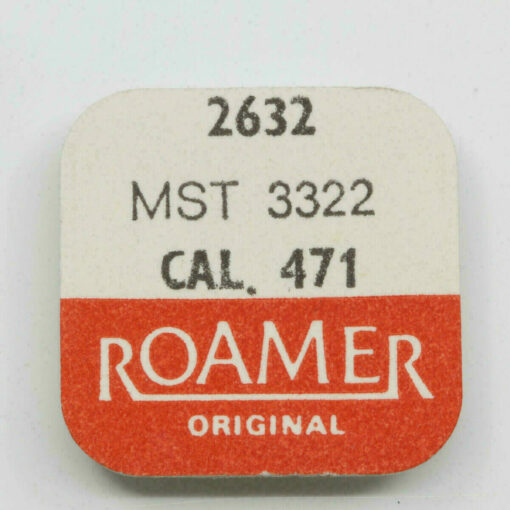 2632
MST 3322
CAL. 471
ROAMER
ORIGINAL